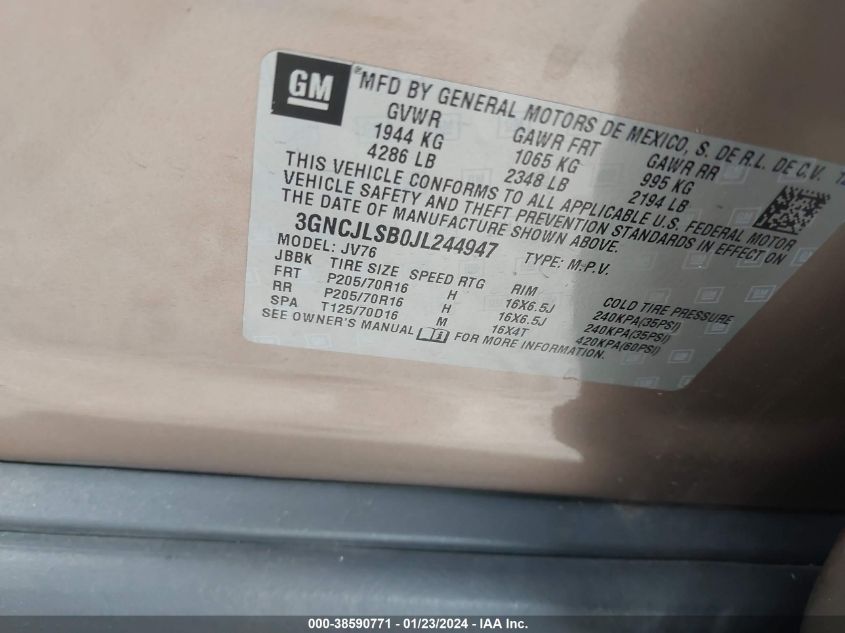 GM ® MFD BY GENERAL MOTORS DE MEXICO, S. DE R.L. DE C.V.
GVWR GAWR FRT GAWR RR
1944 KG 1065 KG 995 KG
4286 LB 2348 LB 2194 LB
THIS VEHICLE CONFORMS TO ALL APPLICABLE U.S. FEDERAL MOTOR
VEHICLE SAFETY AND THEFT PREVENTION STANDARDS IN EFFECT ON
THE DATE OF MANUFACTURE SHOWN ABOVE.
3GNCJLSB0JL244947 TYPE: M.P.V.
MODEL: JV76
JBBK TIRE SIZE SPEED RTG RIM COLD TIRE PRESSURE
FRT P205/70R16 H 16X6.5J 240KPA(35PSI)
RR P205/70R16 H 16X6.5J 240KPA(35PSI)
SPA T125/70D16 M 16X4T 420KPA(60PSI)
SEE OWNER'S MANUAL FOR MORE INFORMATION.
000-38590771 - 01/23/2024 - IAA Inc.